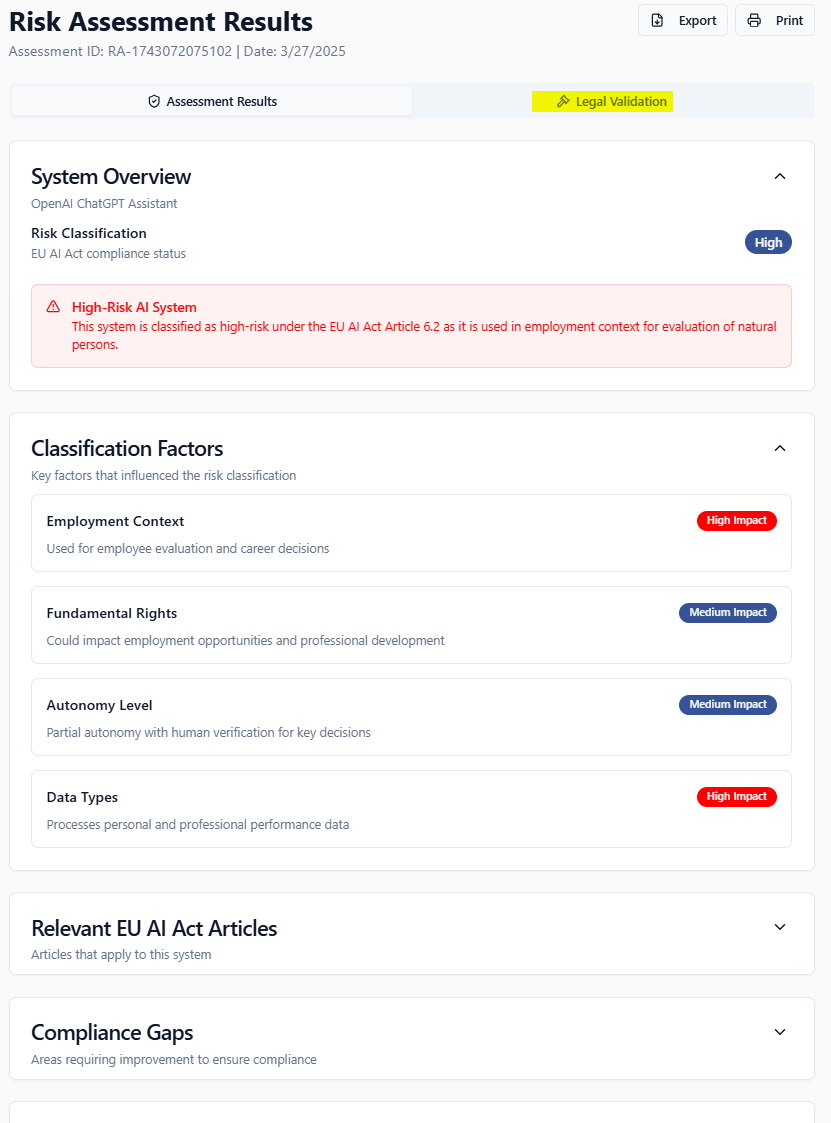 Risk Assessment Results
Export
Print
Assessment ID: RA-1743072075102 | Date: 3/27/2025
Assessment Results
Legal Validation
System Overview
OpenAI ChatGPT Assistant
Risk Classification
EU AI Act compliance status
High
High-Risk AI System
This system is classified as high-risk under the EU AI Act Article 6.2 as it is used in employment context for evaluation of natural
persons.
Classification Factors
Key factors that influenced the risk classification
Employment Context
High Impact
Used for employee evaluation and career decisions
Fundamental Rights
Medium Impact
Could impact employment opportunities and professional development
Autonomy Level
Medium Impact
Partial autonomy with human verification for key decisions
Data Types
High Impact
Processes personal and professional performance data
Relevant EU AI Act Articles
Articles that apply to this system
Compliance Gaps
Areas requiring improvement to ensure compliance